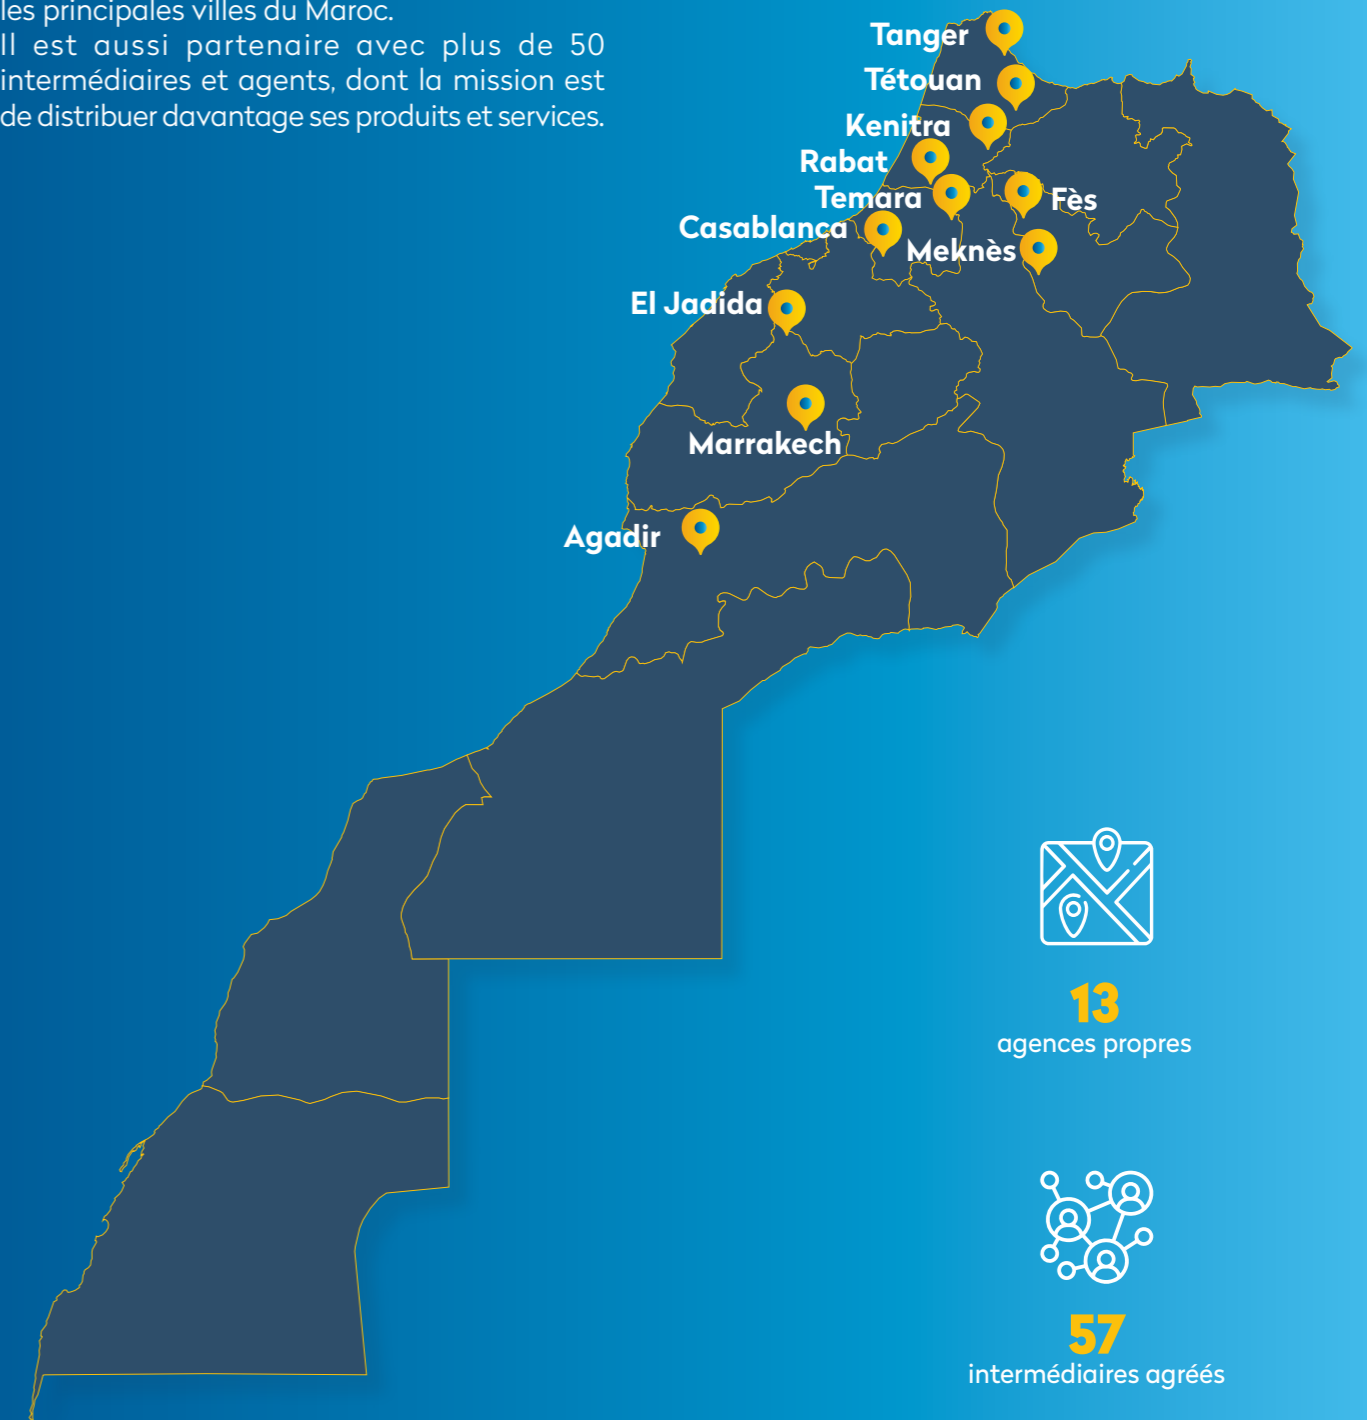 les principales villes du Maroc.
Il est aussi partenaire avec plus de 50
intermédiaires et agents, dont la mission est
de distribuer davantage ses produits et services.
Tanger
Tétouan
Kenitra
Rabat
Temara
Fès
Casablanca
Meknès
El Jadida
Marrakech
Agadir
13
agences propres
57
intermédiaires agréés